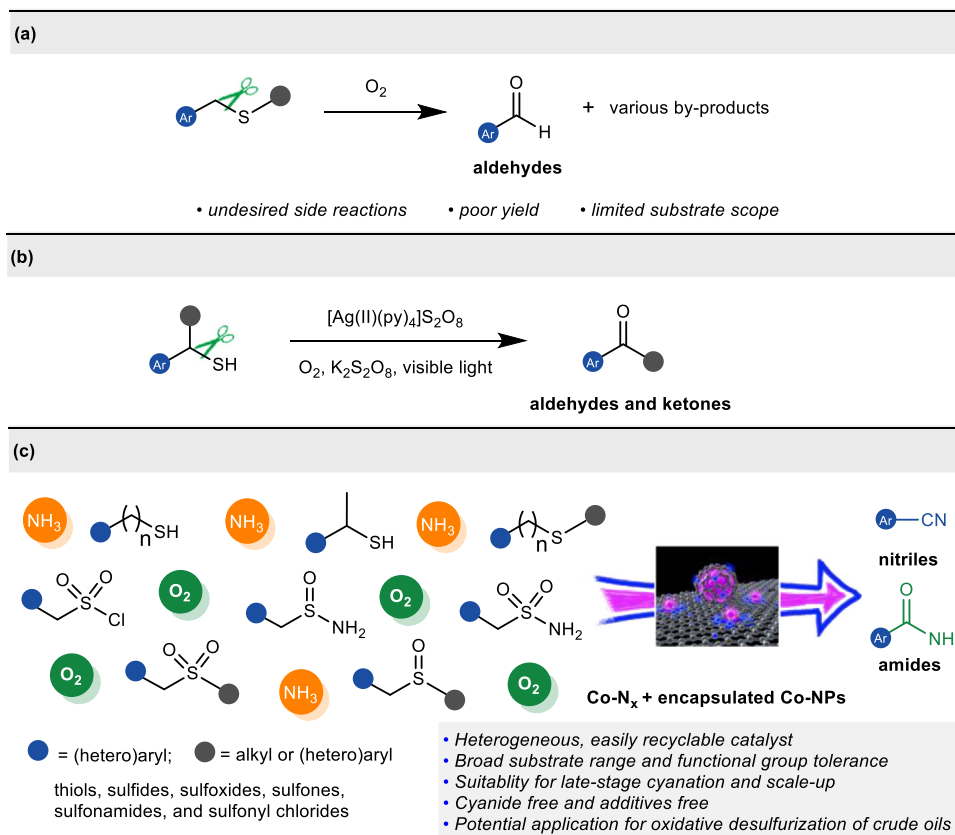 (a)
O2
Ar
S
O
Ar
H
+ various by-products
aldehydes
• undesired side reactions • poor yield • limited substrate scope
(b)
Ar
SH
[Ag(II)(py)4]S2O8
O2, K2S2O8, visible light
O
Ar
aldehydes and ketones
(c)
NH3
( )n
SH
NH3
SH
NH3
( )n
S
Ar
CN
nitriles
O O
S
Cl
O2
O
S
NH2
O2
O O
S
NH2
O
Ar
NH
amides
O2
O O
S
NH3
O
S
O2
Co-Nx + encapsulated Co-NPs
= (hetero)aryl; = alkyl or (hetero)aryl
thiols, sulfides, sulfoxides, sulfones,
sulfonamides, and sulfonyl chlorides
• Heterogeneous, easily recyclable catalyst
• Broad substrate range and functional group tolerance
• Suitablity for late-stage cyanation and scale-up
• Cyanide free and additives free
• Potential application for oxidative desulfurization of crude oils